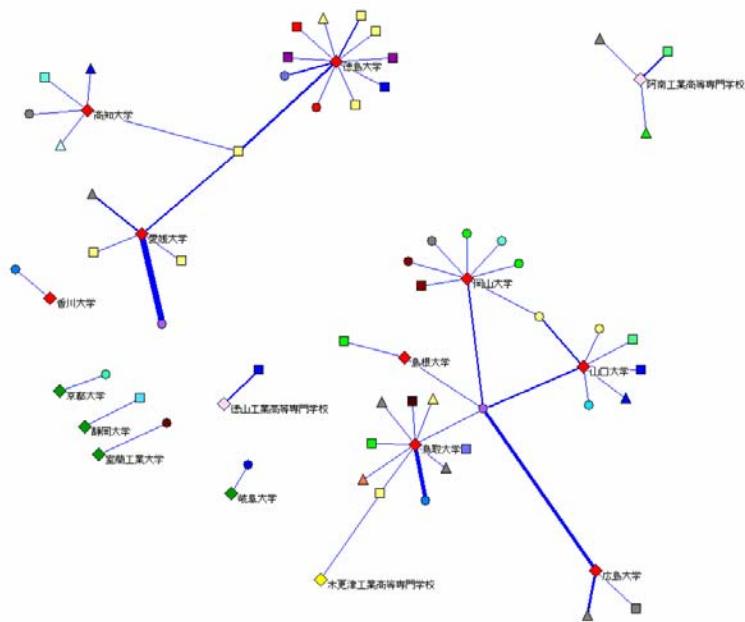 徳島大学
阿南工業高等専門学校
高知大学
愛媛大学
岡山大学
香川大学
島根大学
山口大学
京都大学
徳山工業高等専門学校
静岡大学
鳥取大学
室蘭工業大学
岐阜大学
広島大学
木更津工業高等専門学校